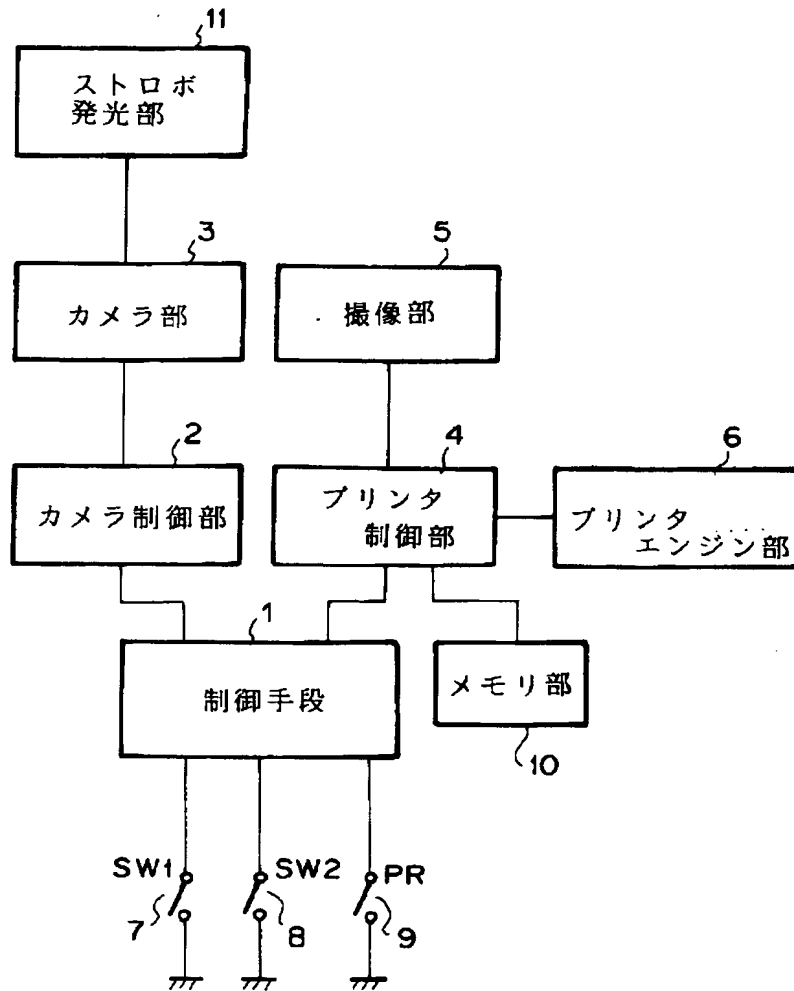 11
ストロボ
発光部
3
カメラ部
5
撮像部
2
カメラ制御部
4
プリンタ
制御部
6
プリンタ
エンジン部
1
制御手段
メモリ部
10
SW1
SW2
PR
7
8
9